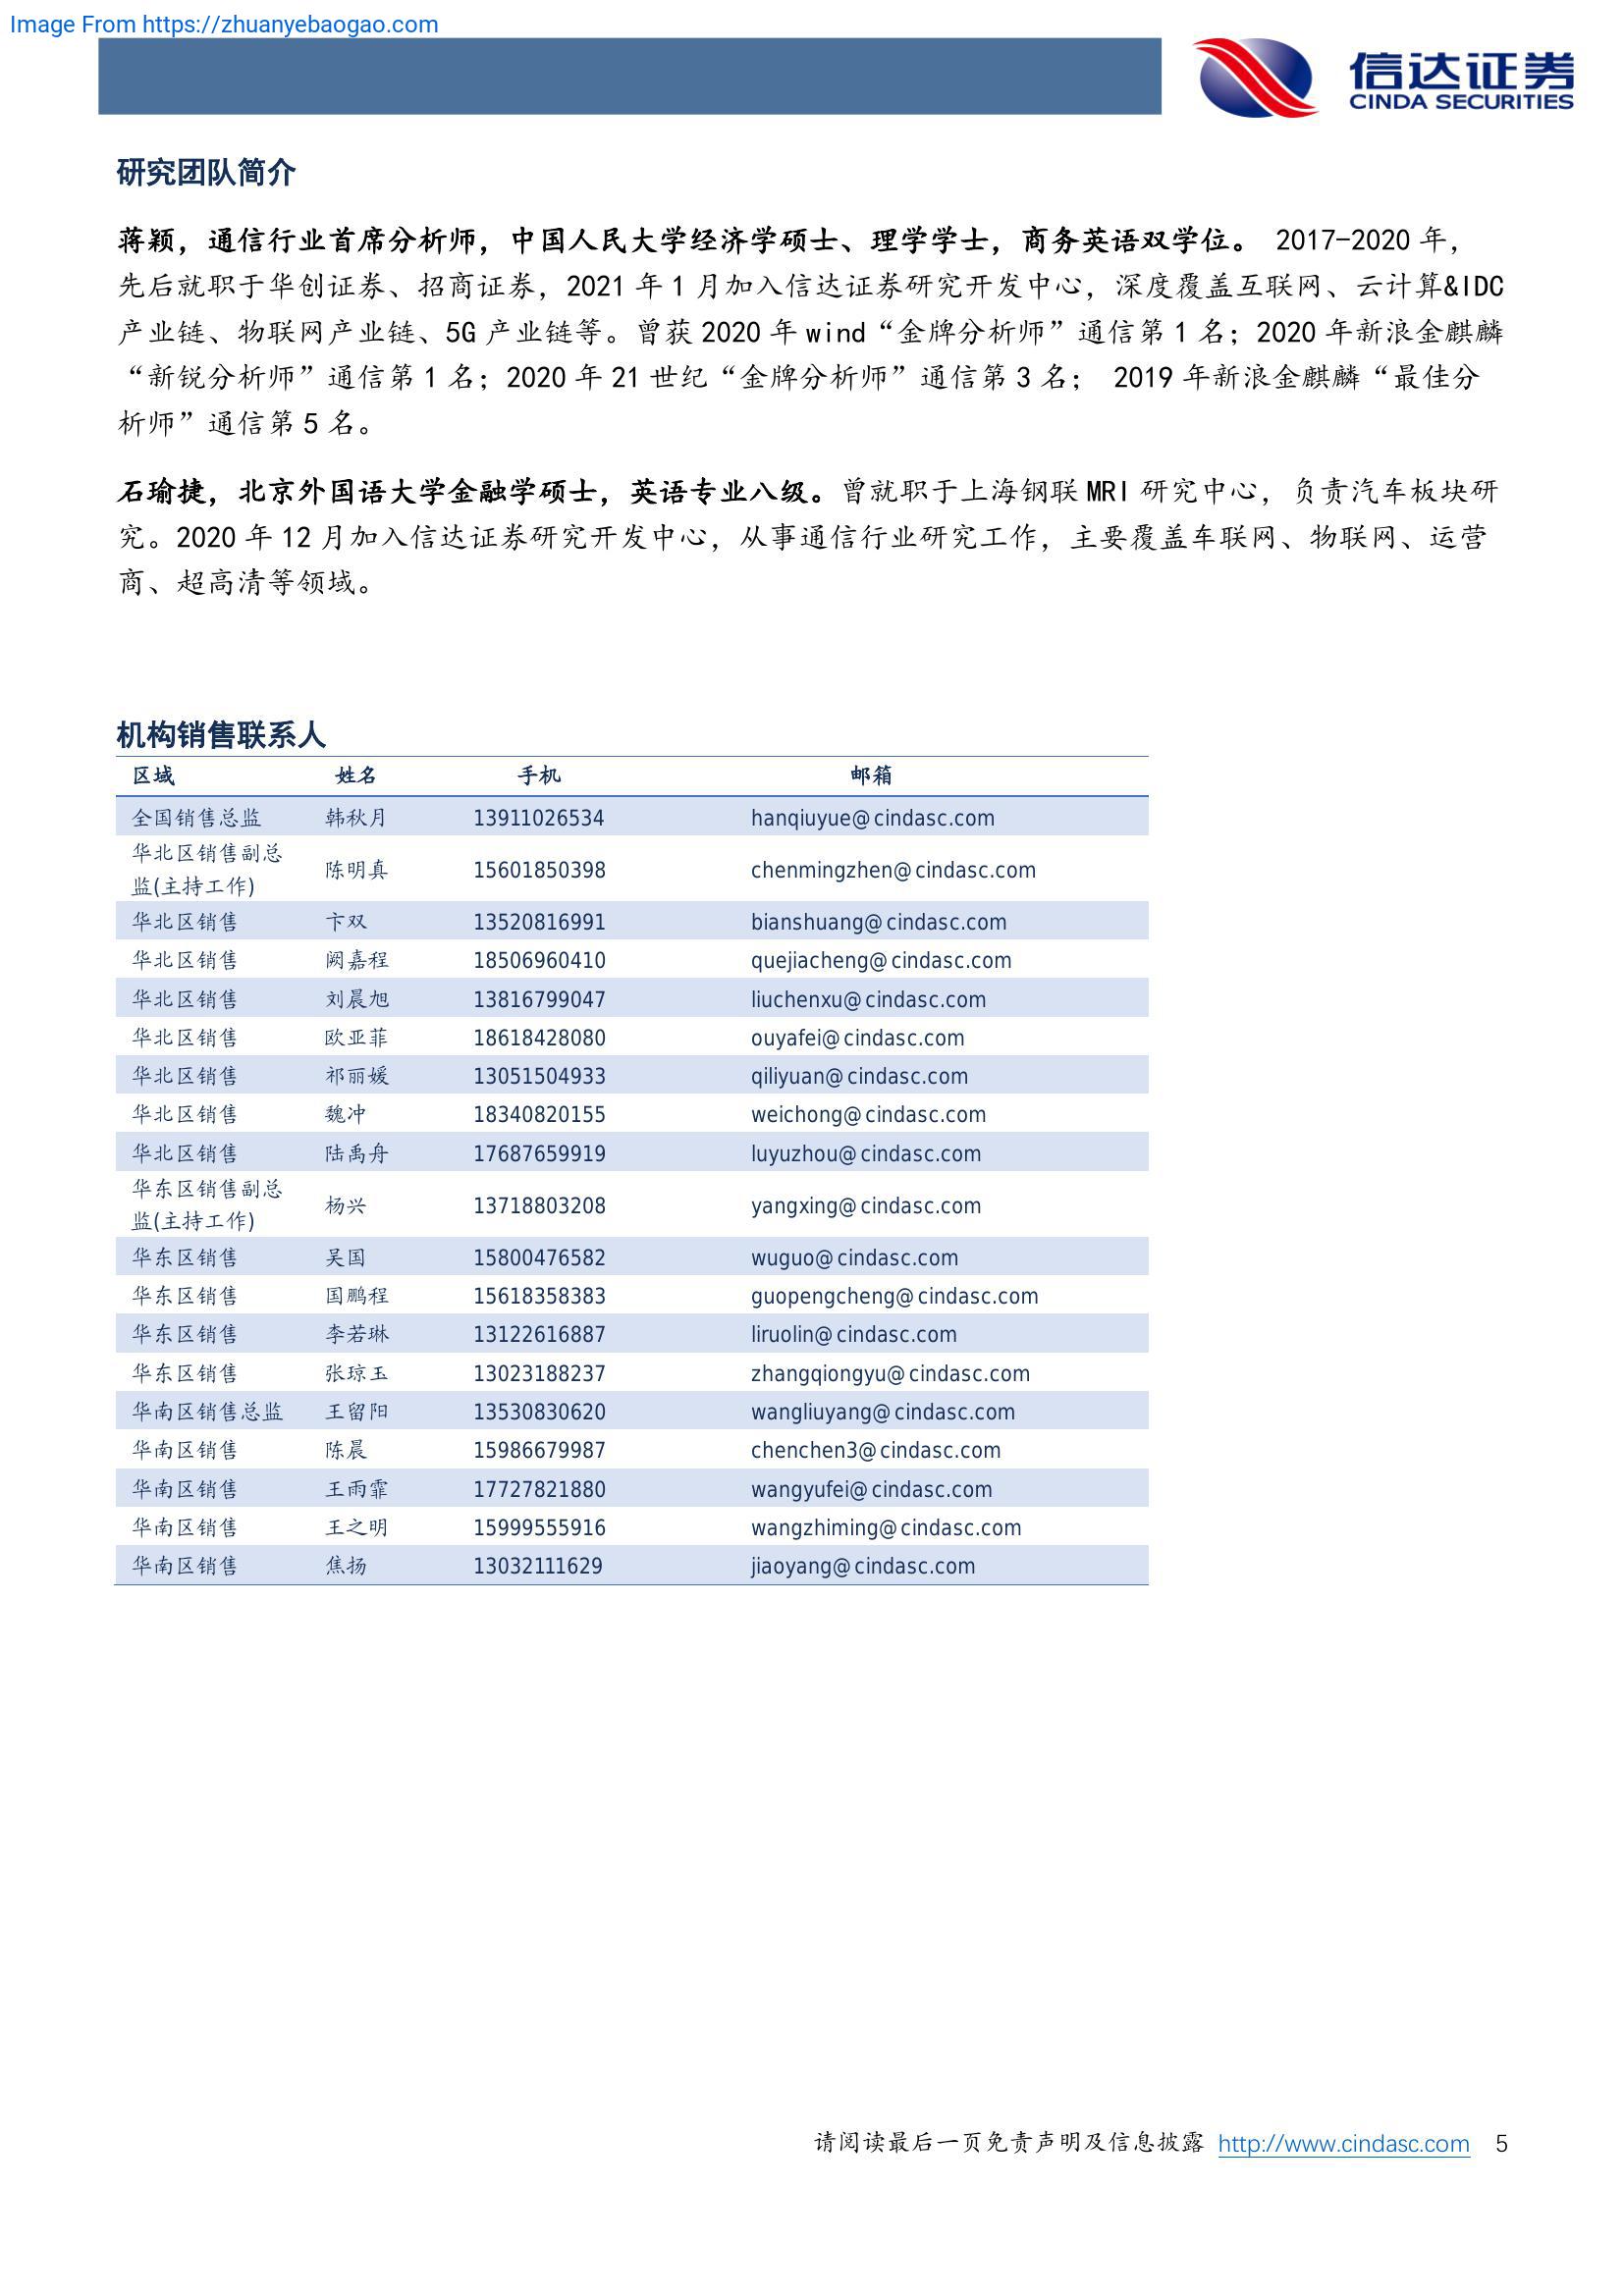 Image From https://zhuanyebaogao.com
信达证券
CINDA SECURITIES
研究团队简介
蒋颖，通信行业首席分析师，中国人民大学经济学硕士、理学学士，商务英语双学位。 2017-2020 年，
先后就职于华创证券、招商证券，2021 年 1 月加入信达证券研究开发中心，深度覆盖互联网、云计算&IDC
产业链、物联网产业链、5G 产业链等。曾获 2020 年 wind“金牌分析师”通信第 1 名；2020 年新浪金麒麟
“新锐分析师”通信第 1 名；2020 年 21 世纪“金牌分析师”通信第 3 名； 2019 年新浪金麒麟“最佳分
析师”通信第 5 名。
石瑜捷，北京外国语大学金融学硕士，英语专业八级。曾就职于上海钢联 MRI 研究中心，负责汽车板块研
究。2020 年 12 月加入信达证券研究开发中心，从事通信行业研究工作，主要覆盖车联网、物联网、运营
商、超高清等领域。
机构销售联系人
区域 姓名 手机 邮箱
全国销售总监 韩秋月 13911026534 hanqiuyue@cindasc.com
华北区销售副总
监(主持工作) 陈明真 15601850398 chenmingzhen@cindasc.com
华北区销售 卞双 13520816991 bianshuang@cindasc.com
华北区销售 阙嘉程 18506960410 quejiacheng@cindasc.com
华北区销售 刘晨旭 13816799047 liuchenxu@cindasc.com
华北区销售 欧亚菲 18618428080 ouyafei@cindasc.com
华北区销售 祁丽媛 13051504933 qiliyuan@cindasc.com
华北区销售 魏冲 18340820155 weichong@cindasc.com
华北区销售 陆禹舟 17687659919 luyuzhou@cindasc.com
华东区销售副总
监(主持工作) 杨兴 13718803208 yangxing@cindasc.com
华东区销售 吴国 15800476582 wuguo@cindasc.com
华东区销售 国鹏程 15618358383 guopengcheng@cindasc.com
华东区销售 李若琳 13122616887 liruolin@cindasc.com
华东区销售 张琼玉 13023188237 zhangqiongyu@cindasc.com
华南区销售总监 王留阳 13530830620 wangliuyang@cindasc.com
华南区销售 陈晨 15986679987 chenchen3@cindasc.com
华南区销售 王雨霏 17727821880 wangyufei@cindasc.com
华南区销售 王之明 15999555916 wangzhiming@cindasc.com
华南区销售 焦扬 13032111629 jiaoyang@cindasc.com
请阅读最后一页免责声明及信息披露 http://www.cindasc.com 5